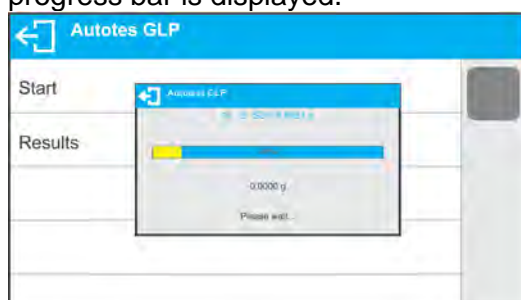 progress bar is displayed.
Autotes GLP
Start
Autotest GLP
Results
0.0000 g
Please wait...